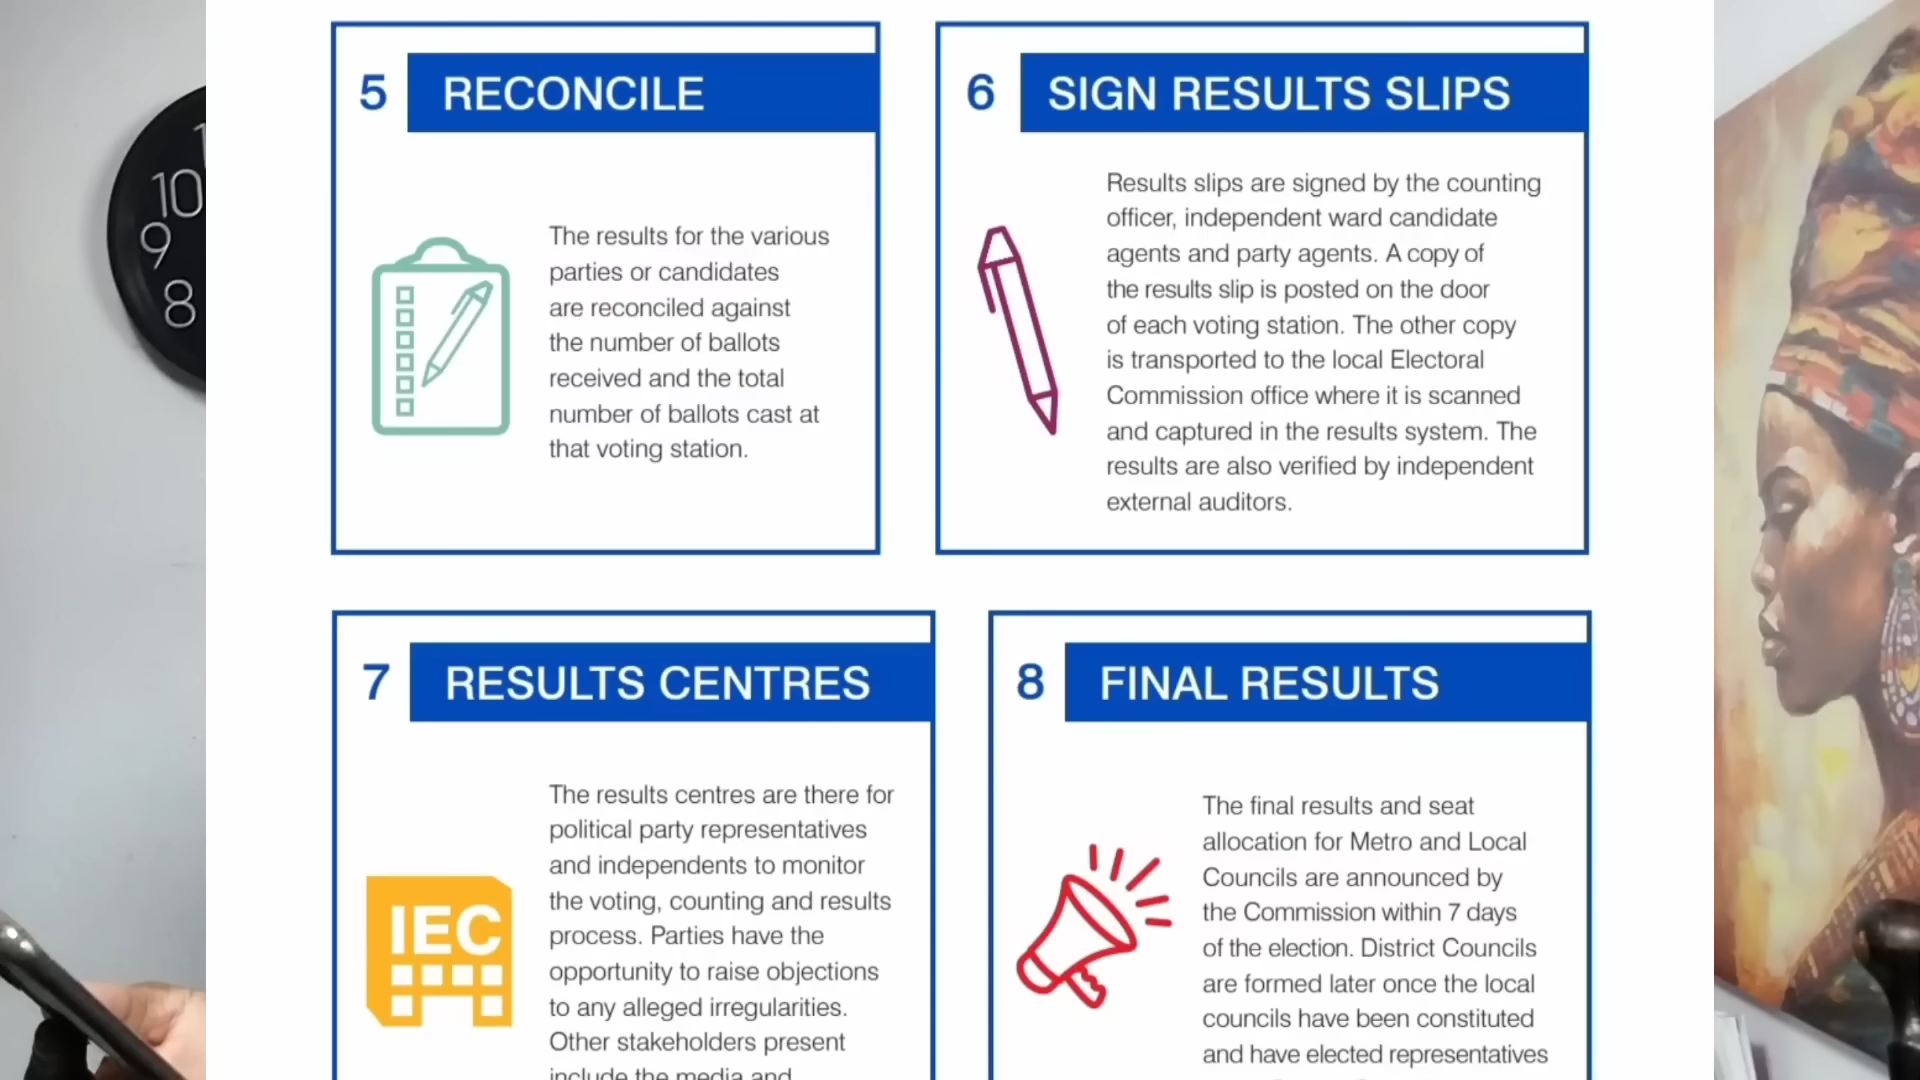 10
9
8
5 RECONCILE
The results for the various
parties or candidates
are reconciled against
the number of ballots
received and the total
number of ballots cast at
that voting station.
6 SIGN RESULTS SLIPS
Results slips are signed by the counting
officer, independent ward candidate
agents and party agents. A copy of
the results slip is posted on the door
of each voting station. The other copy
is transported to the local Electoral
Commission office where it is scanned
and captured in the results system. The
results are also verified by independent
external auditors.
7 RESULTS CENTRES
IEC
The results centres are there for
political party representatives
and independents to monitor
the voting, counting and results
process. Parties have the
opportunity to raise objections
to any alleged irregularities.
Other stakeholders present
include the media and
8 FINAL RESULTS
The final results and seat
allocation for Metro and Local
Councils are announced by
the Commission within 7 days
of the election. District Councils
are formed later once the local
councils have been constituted
and have elected representatives